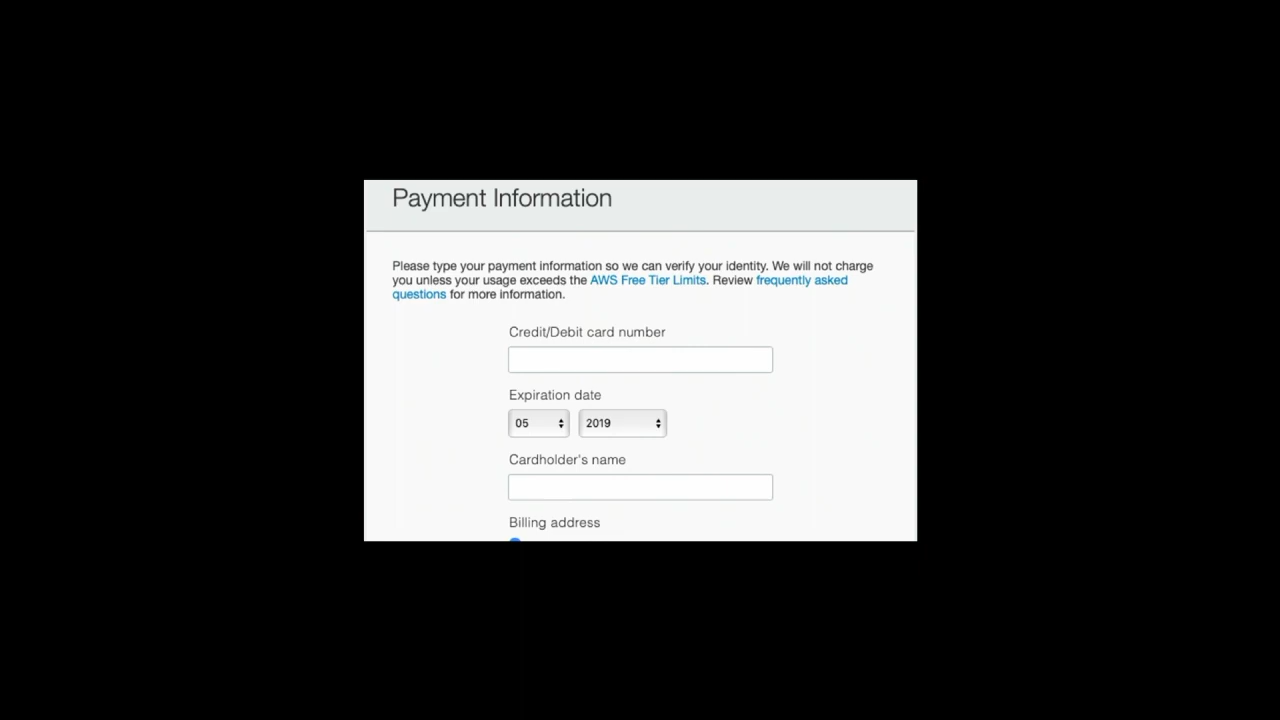 Payment Information
Please type your payment information so we can verify your identity. We will not charge
you unless your usage exceeds the AWS Free Tier Limits. Review frequently asked
questions for more information.
Credit/Debit card number
Expiration date
05 2019
Cardholder's name
Billing address